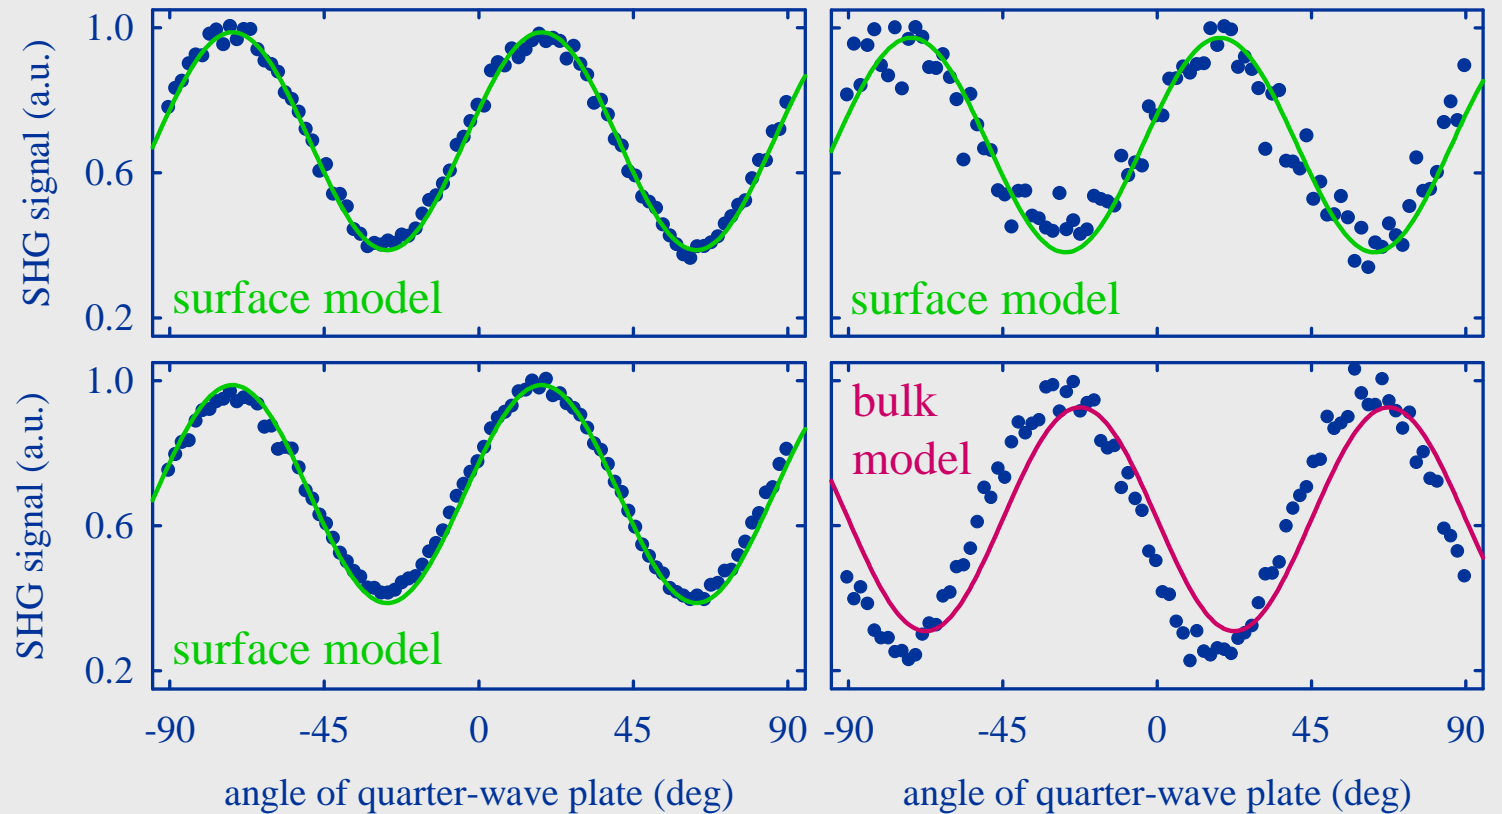 SHG signal (a.u.)
1.0
0.6
0.2
surface model
surface model
SHG signal (a.u.)
1.0
0.6
0.2
surface model
bulk
model
-90
-45
0
45
90
-90
-45
0
45
90
angle of quarter-wave plate (deg)
angle of quarter-wave plate (deg)